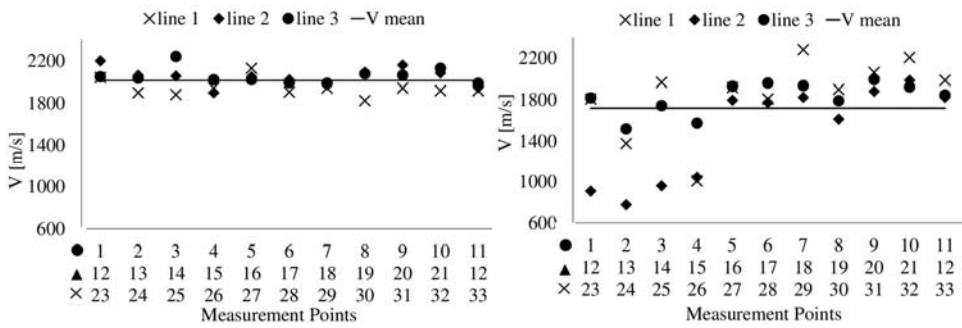 ×line 1 ◆line 2 ●line 3 —V mean
V [m/s]
2200
1800
1400
1000
600
● 1 2 3 4 5 6 7 8 9 10 11
▲ 12 13 14 15 16 17 18 19 20 21 12
× 23 24 25 26 27 28 29 30 31 32 33
Measurement Points
×line 1 ◆line 2 ●line 3 —V mean
V [m/s]
2200
1800
1400
1000
600
● 1 2 3 4 5 6 7 8 9 10 11
▲ 12 13 14 15 16 17 18 19 20 21 12
× 23 24 25 26 27 28 29 30 31 32 33
Measurement Points